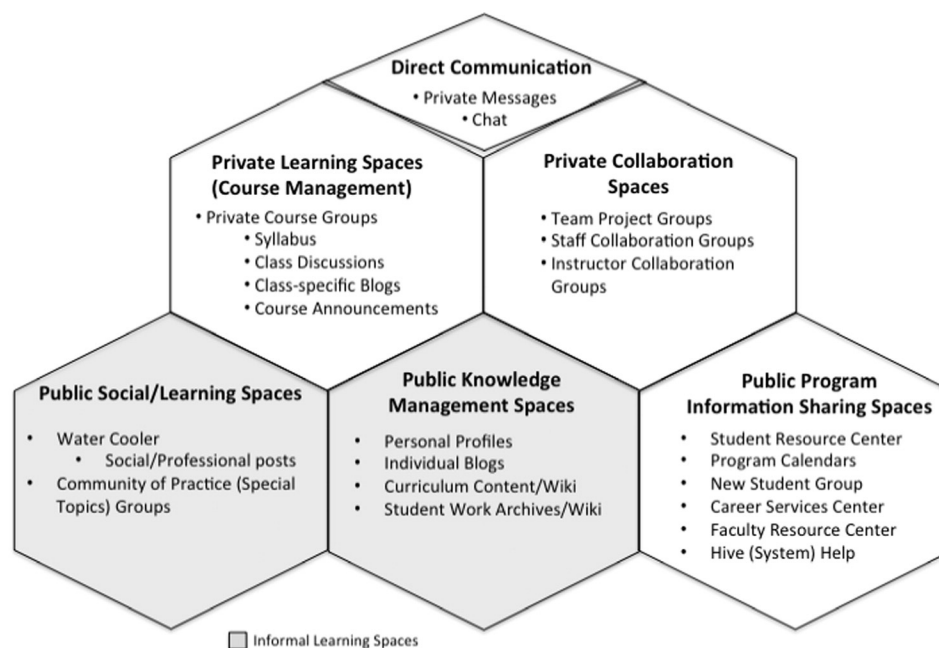 Direct Communication
• Private Messages
• Chat
Private Learning Spaces
(Course Management)
• Private Course Groups
• Syllabus
• Class Discussions
• Class-specific Blogs
• Course Announcements
Private Collaboration
Spaces
• Team Project Groups
• Staff Collaboration Groups
• Instructor Collaboration
Groups
Public Social/Learning Spaces
• Water Cooler
• Social/Professional posts
• Community of Practice (Special
Topics) Groups
Public Knowledge
Management Spaces
• Personal Profiles
• Individual Blogs
• Curriculum Content/Wiki
• Student Work Archives/Wiki
Public Program
Information Sharing Spaces
• Student Resource Center
• Program Calendars
• New Student Group
• Career Services Center
• Faculty Resource Center
• Hive (System) Help
Informal Learning Spaces